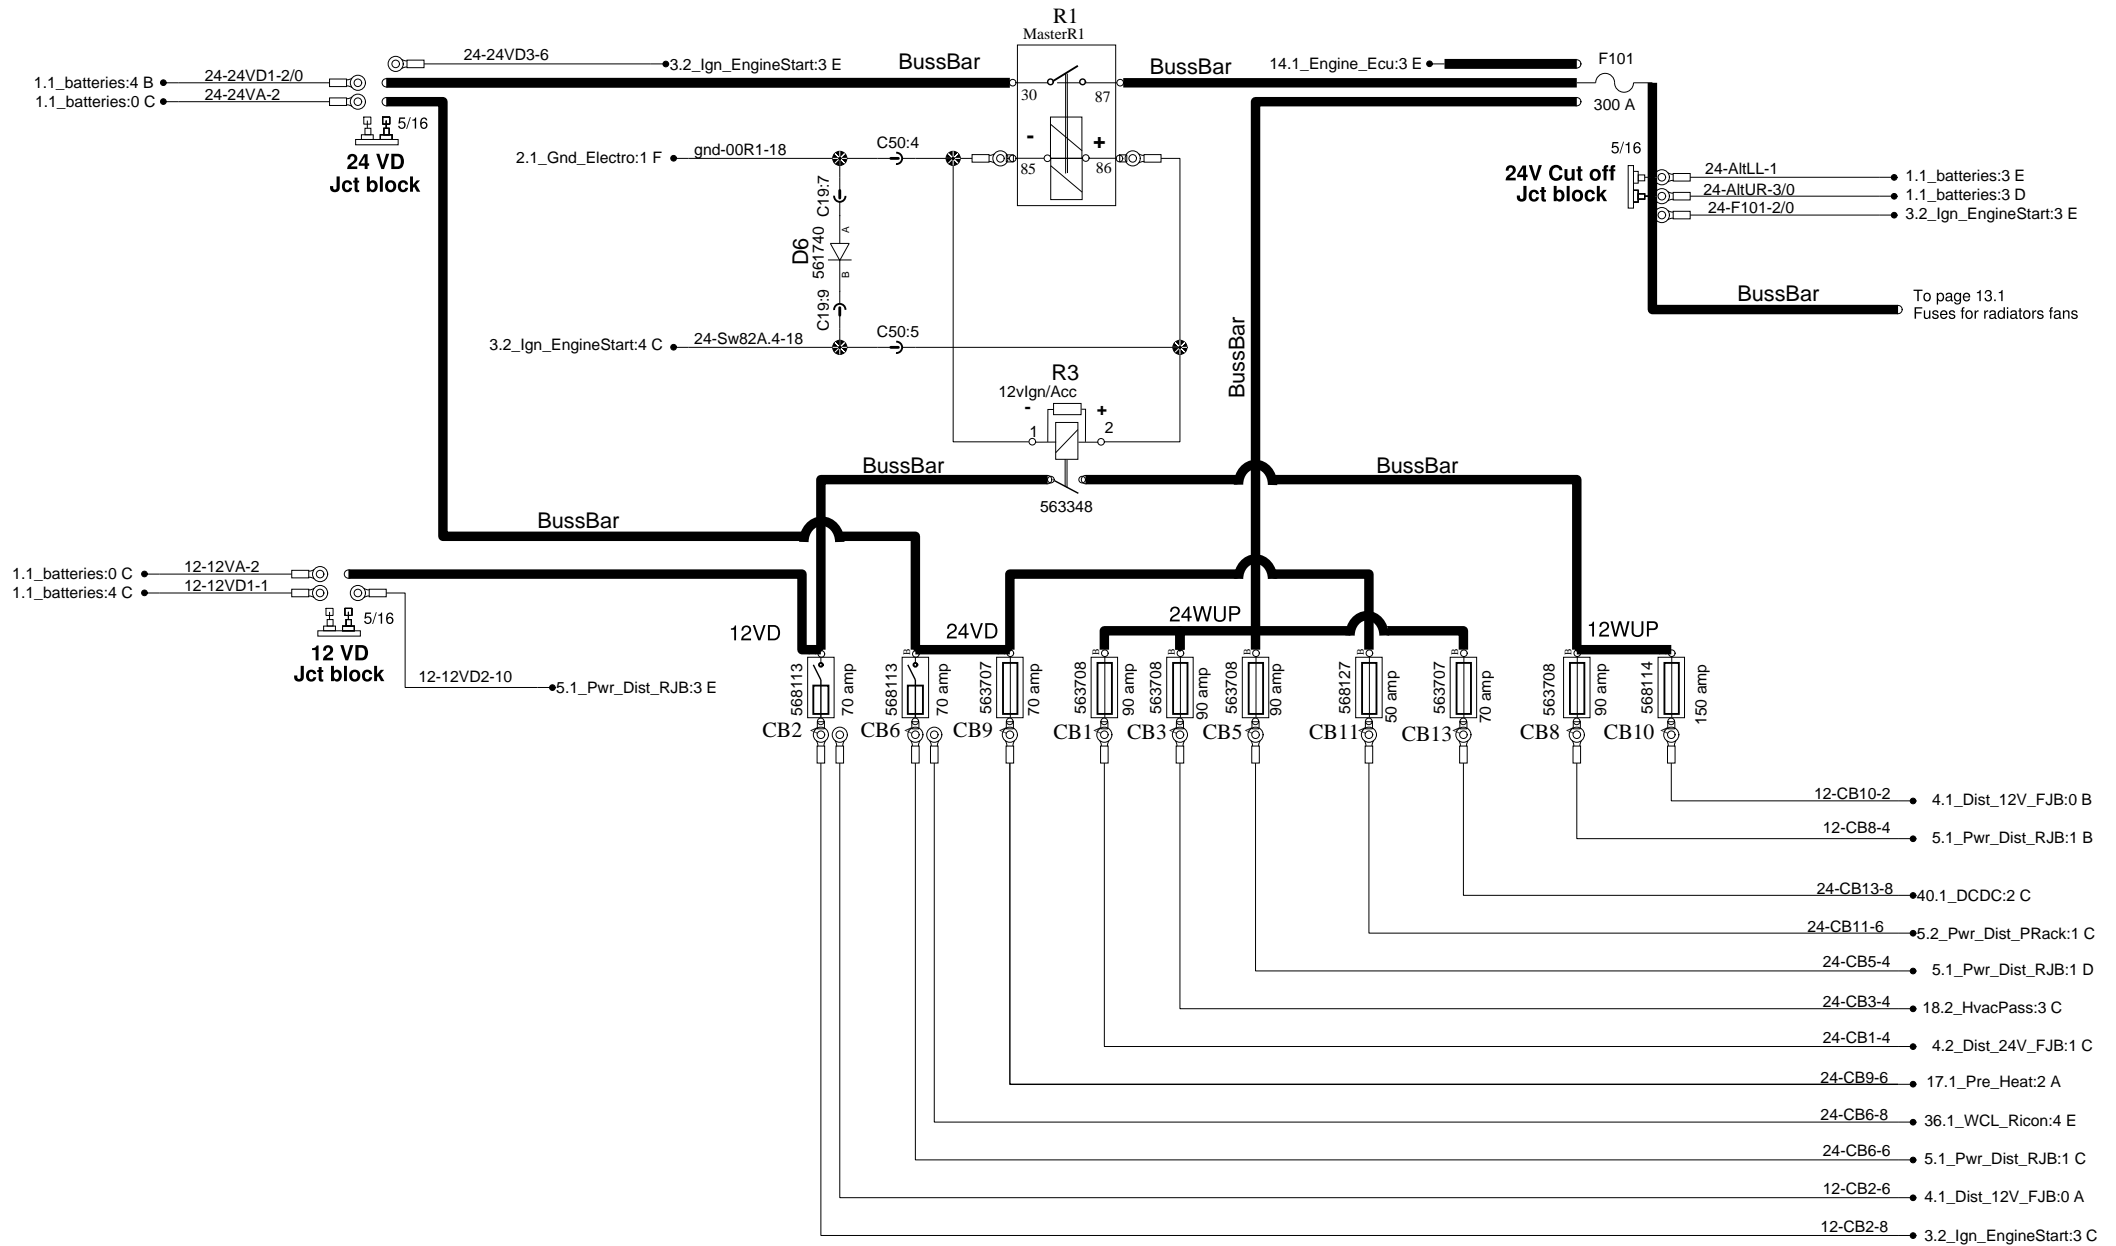 R1
MasterR1
24-24VD3-6
3.2_Ign_EngineStart:3 E
BussBar
BussBar
14.1_Engine_Ecu:3 E
F101
300 A
1.1_batteries:4 B
24-24VD1-2/0
1.1_batteries:0 C
24-24VA-2
30
87
5/16
24 VD
Jct block
-
+
85
86
2.1_Gnd_Electro:1 F
gnd-00R1-18
C50:4
5/16
24V Cut off
Jct block
24-AltLL-1
1.1_batteries:3 E
24-AltUR-3/0
1.1_batteries:3 D
24-F101-2/0
3.2_Ign_EngineStart:3 E
C19:7
A
D6
561740
B
C19:9
BussBar
To page 13.1
Fuses for radiators fans
3.2_Ign_EngineStart:4 C
24-Sw82A.4-18
C50:5
BussBar
R3
12vIgn/Acc
-
+
1
2
BussBar
BussBar
563348
BussBar
1.1_batteries:0 C
12-12VA-2
1.1_batteries:4 C
12-12VD1-1
5/16
12 VD
Jct block
12-12VD2-10
5.1_Pwr_Dist_RJB:3 E
12VD
24VD
24WUP
12WUP
568113
70 amp
CB2
B
568113
70 amp
CB6
563707
70 amp
CB9
B
563708
90 amp
CB1
B
563708
90 amp
CB3
B
563708
90 amp
CB5
B
568127
50 amp
CB11
B
563707
70 amp
CB13
B
563708
90 amp
CB8
568114
150 amp
CB10
12-CB10-2
4.1_Dist_12V_FJB:0 B
12-CB8-4
5.1_Pwr_Dist_RJB:1 B
24-CB13-8
40.1_DCDC:2 C
24-CB11-6
5.2_Pwr_Dist_PRack:1 C
24-CB5-4
5.1_Pwr_Dist_RJB:1 D
24-CB3-4
18.2_HvacPass:3 C
24-CB1-4
4.2_Dist_24V_FJB:1 C
24-CB9-6
17.1_Pre_Heat:2 A
24-CB6-8
36.1_WCL_Ricon:4 E
24-CB6-6
5.1_Pwr_Dist_RJB:1 C
12-CB2-6
4.1_Dist_12V_FJB:0 A
12-CB2-8
3.2_Ign_EngineStart:3 C